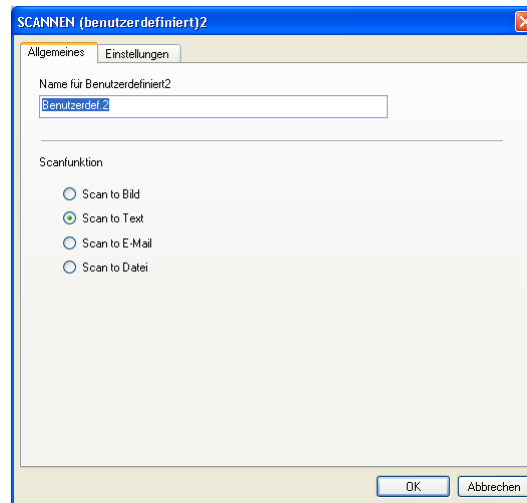 SCANNEN (benutzerdefiniert)2
Allgemeines Einstellungen
Name für Benutzerdefiniert2
Benutzerdef.2
Scanfunktion
Scan to Bild
Scan to Text
Scan to E-Mail
Scan to Datei
OK Abbrechen